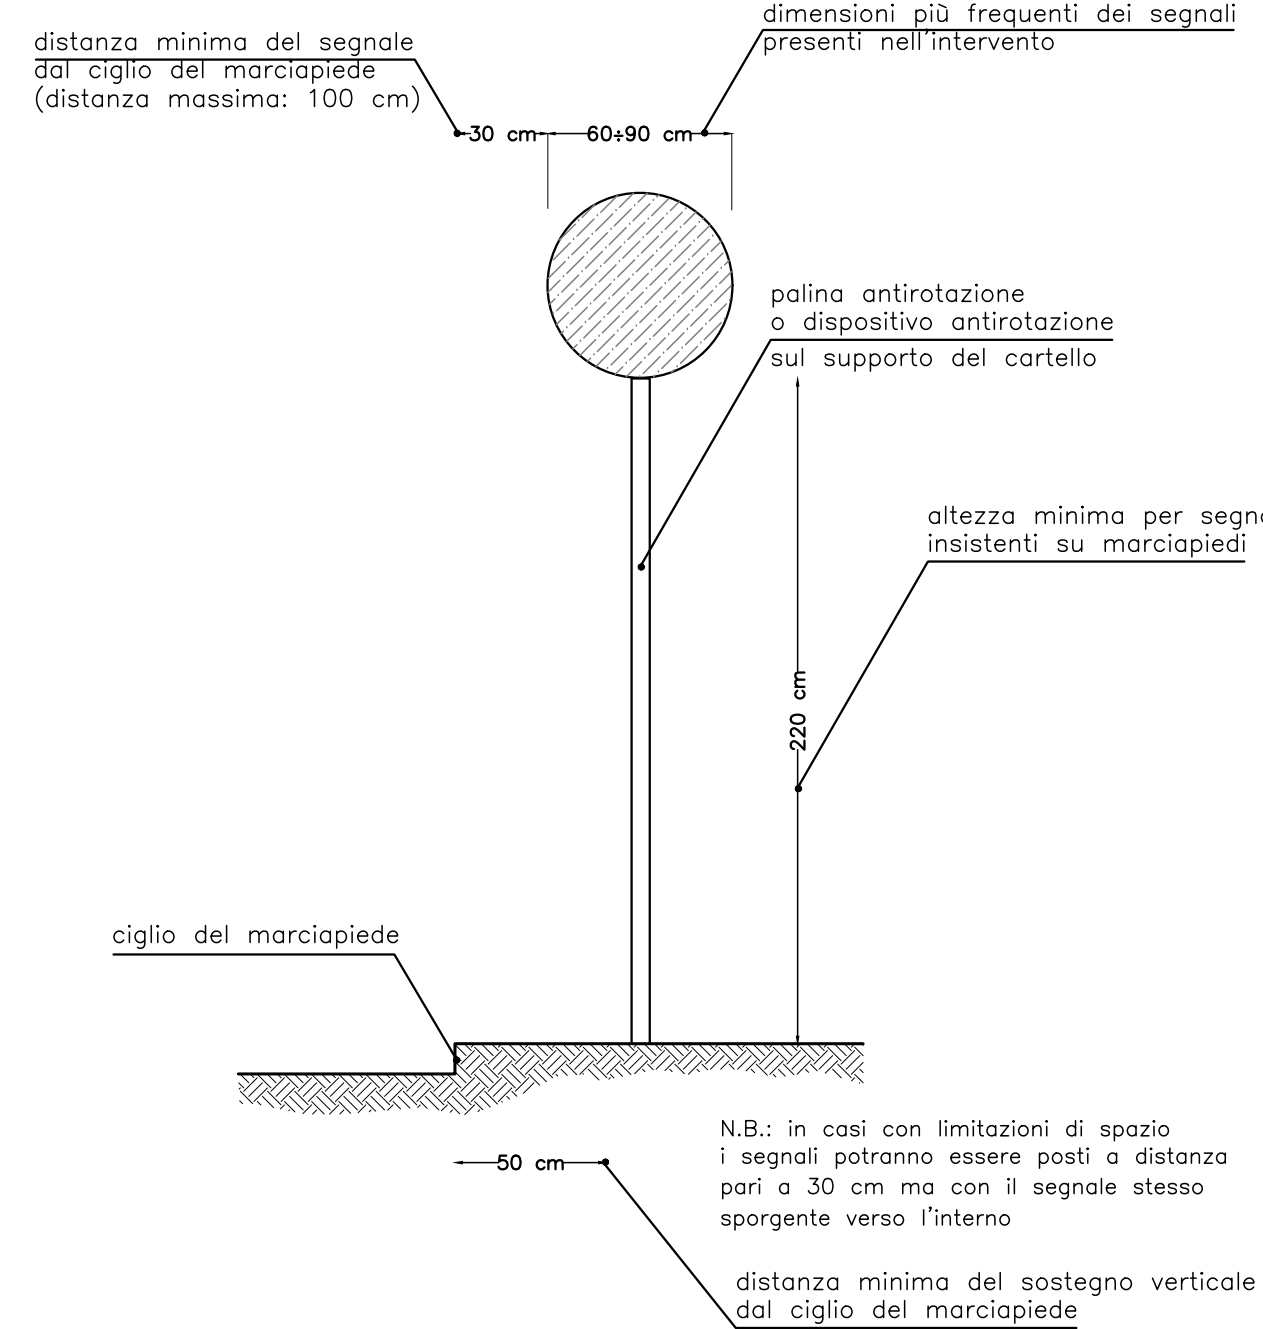 dimensioni più frequenti dei segnali
presenti nell'intervento
distanza minima del segnale
dal ciglio del marciapiede
(distanza massima: 100 cm)
30 cm
60÷90 cm
palina antirotazione
o dispositivo antirotazione
sul supporto del cartello
altezza minima per
insistenti su marciapiedi
220 cm
ciglio del marciapiede
N.B.: in casi con limitazioni di spazio
i segnali potranno essere posti a distanza
pari a 30 cm ma con il segnale stesso
sporgente verso l'interno
50 cm
distanza minima del sostegno verticale
dal ciglio del marciapiede